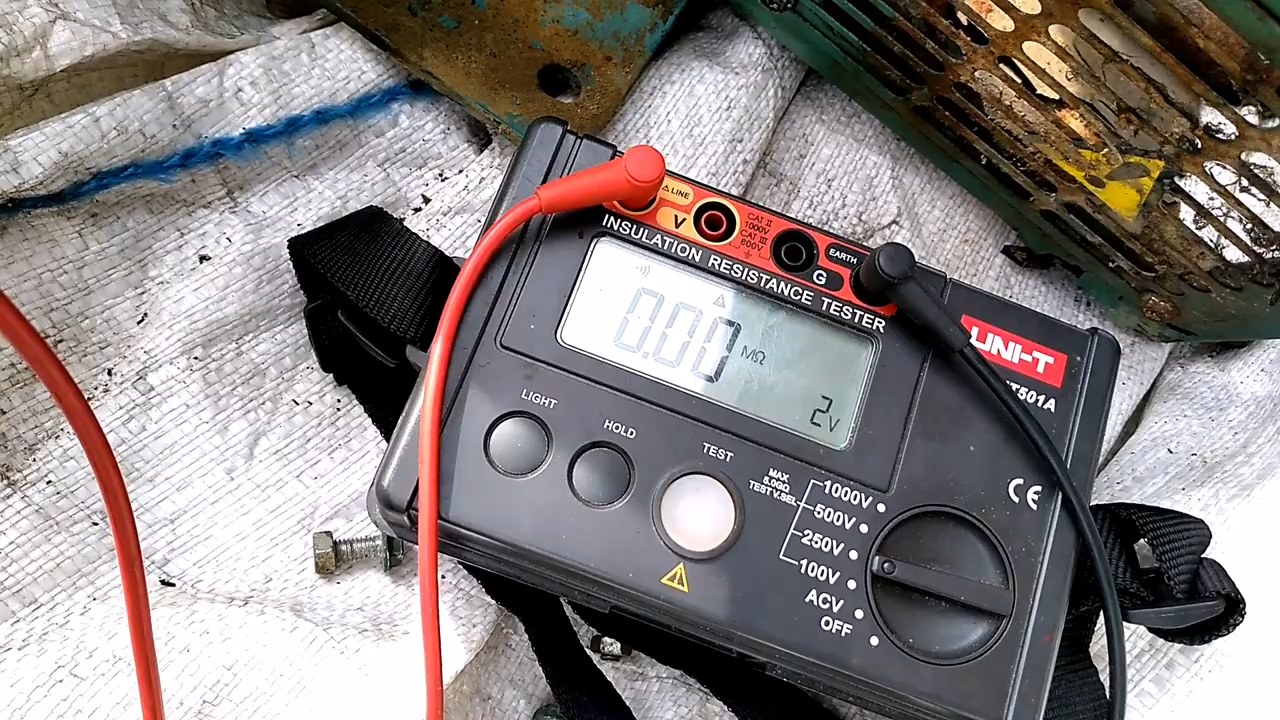 LINE
V
CAT II
1000V
CAT III
600V
G
EARTH
INSULATION RESISTANCE TESTER
0.00 MΩ
2V
UNI-T
UT501A
LIGHT
HOLD
TEST
MAX
5.0GΩ
TEST V.SEL
1000V
500V
250V
100V
ACV
OFF
CE